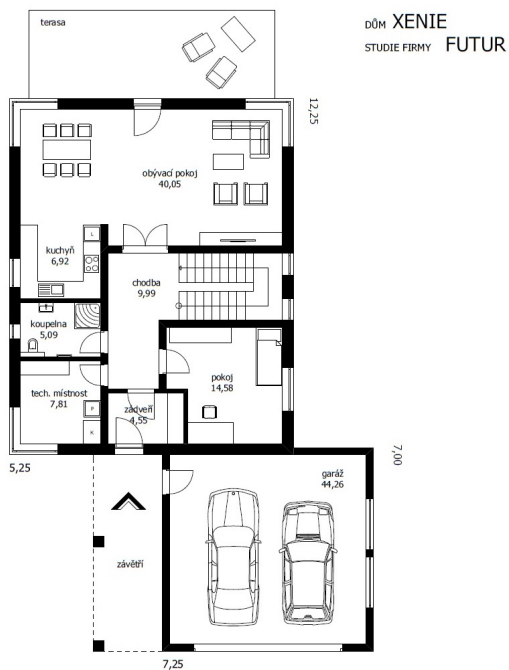 DŮM XENIE
STUDIE FIRMY FUTUR
terasa
12,25
obývací pokoj
40,05
kuchyň
6,92
L
chodba
9,99
koupelna
5,09
pokoj
14,58
tech. místnost
7,81
P
K
zádveří
4,55
5,25
7,00
garáž
44,26
závětří
7,25